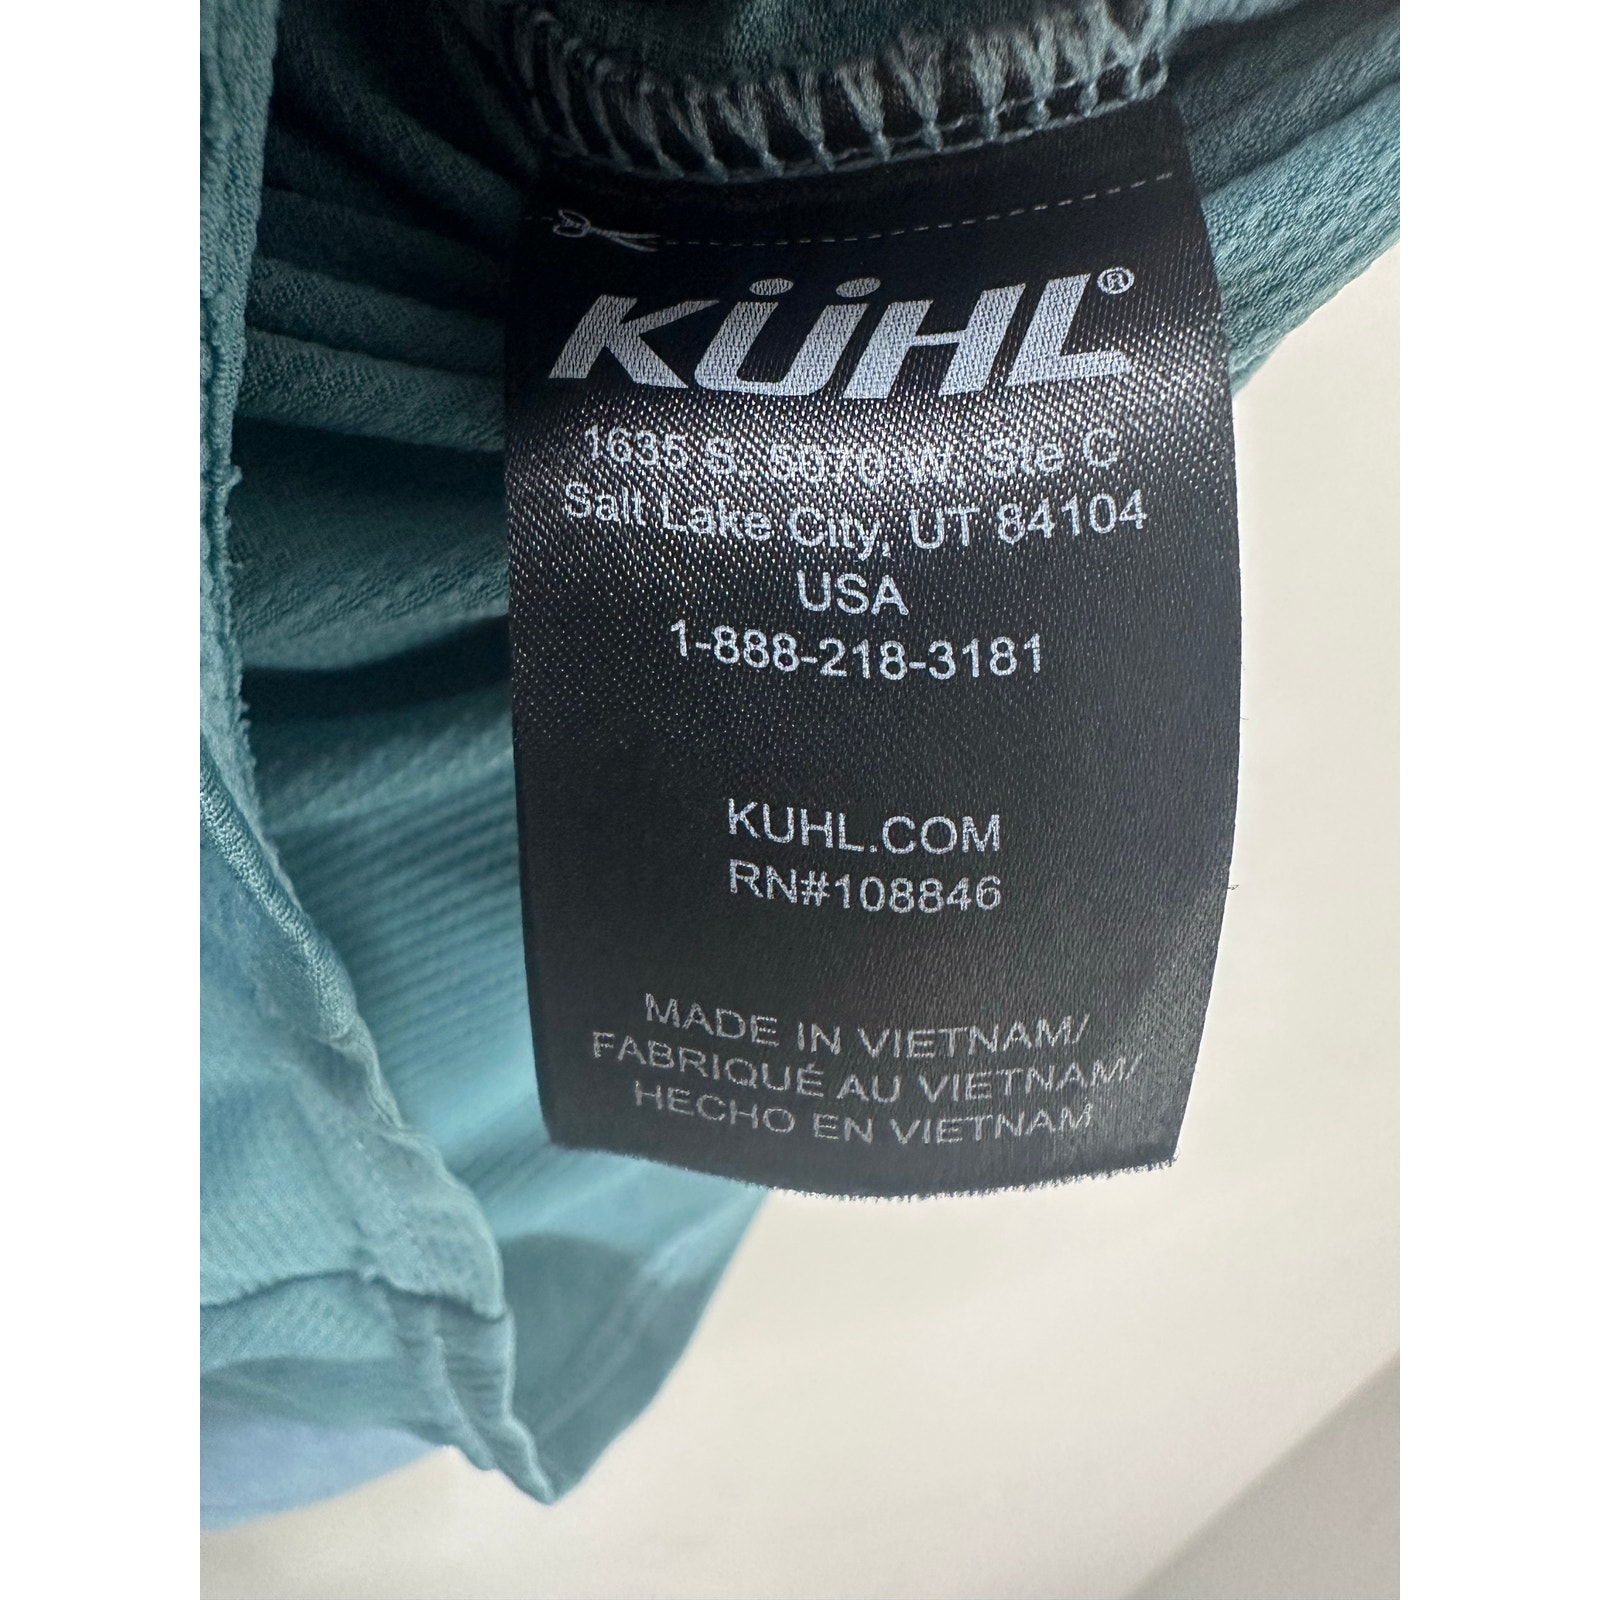 KÜHL®
1635 S. 5070 W, Ste C
Salt Lake City, UT 84104
USA
1-888-218-3181
KUHL.COM
RN#108846
MADE IN VIETNAM/
FABRIQUÉ AU VIETNAM/
HECHO EN VIETNAM